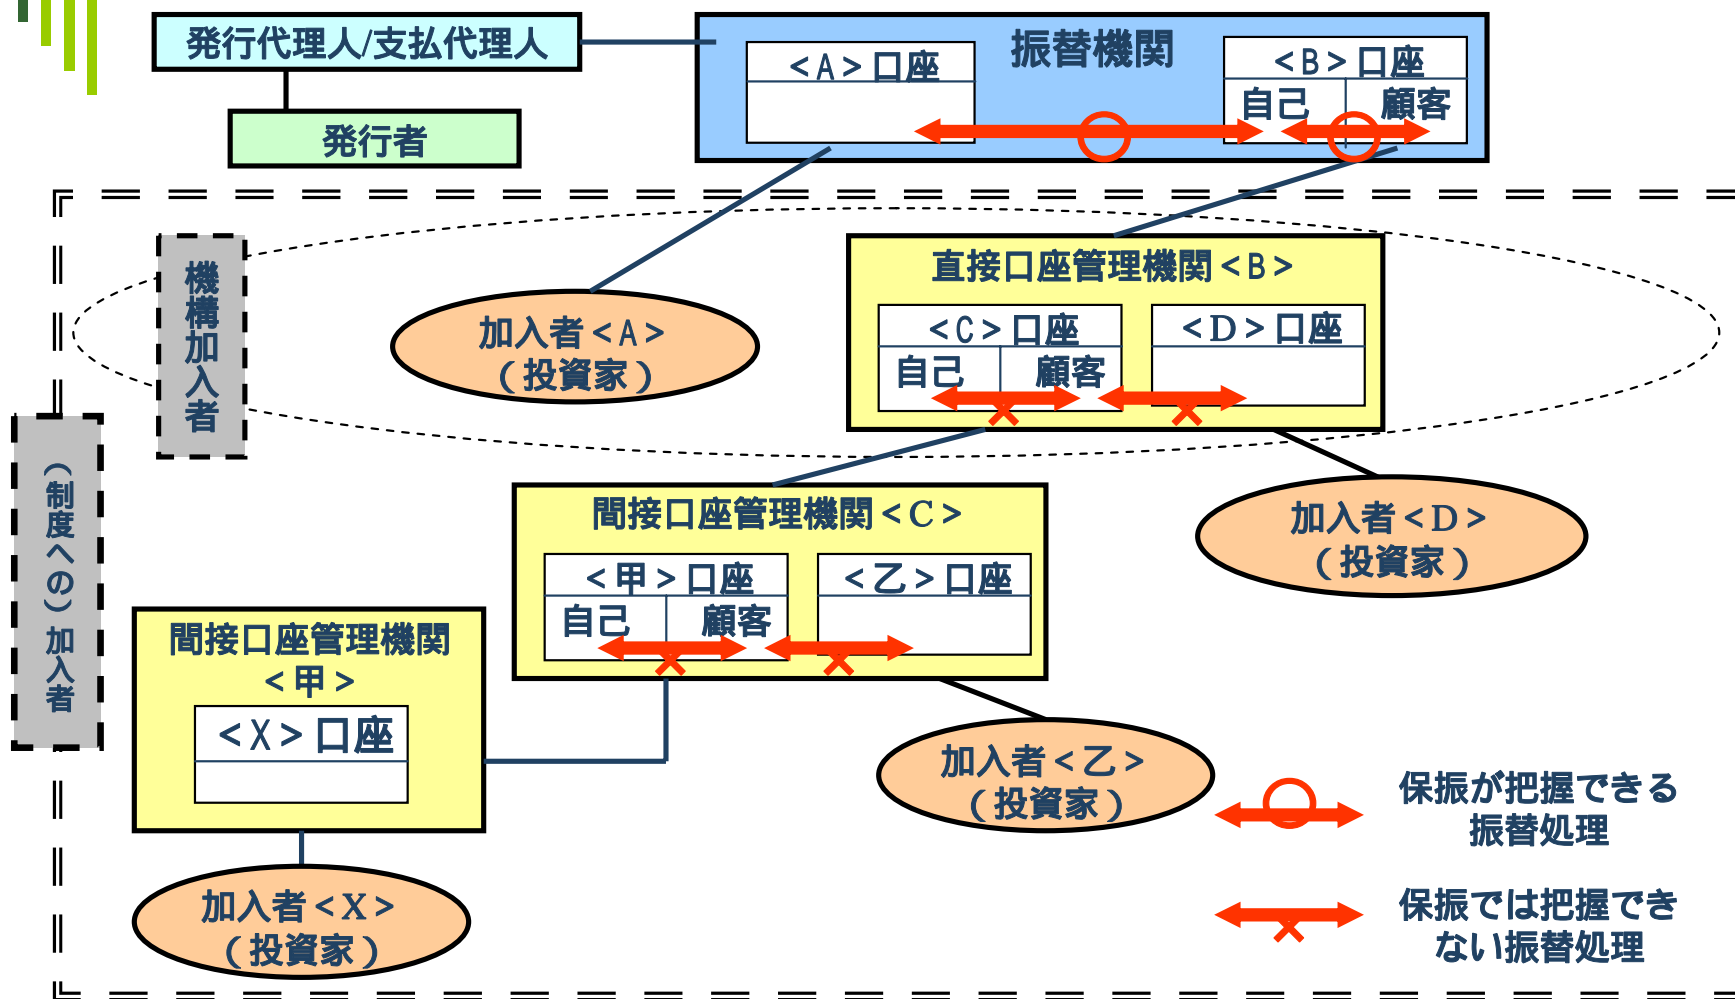 発行代理人/支払代理人
発行者
振替機関
<A>口座
<B>口座
自己
顧客
機構加入者
加入者<A>
(投資家)
直接口座管理機関<B>
<C>口座
自己
顧客
<D>口座
(制度への)加入者
間接口座管理機関<C>
<甲>口座
自己
顧客
<乙>口座
加入者<D>
(投資家)
間接口座管理機関
<甲>
<X>口座
加入者<乙>
(投資家)
加入者<X>
(投資家)
保振が把握できる
振替処理
保振では把握でき
ない振替処理